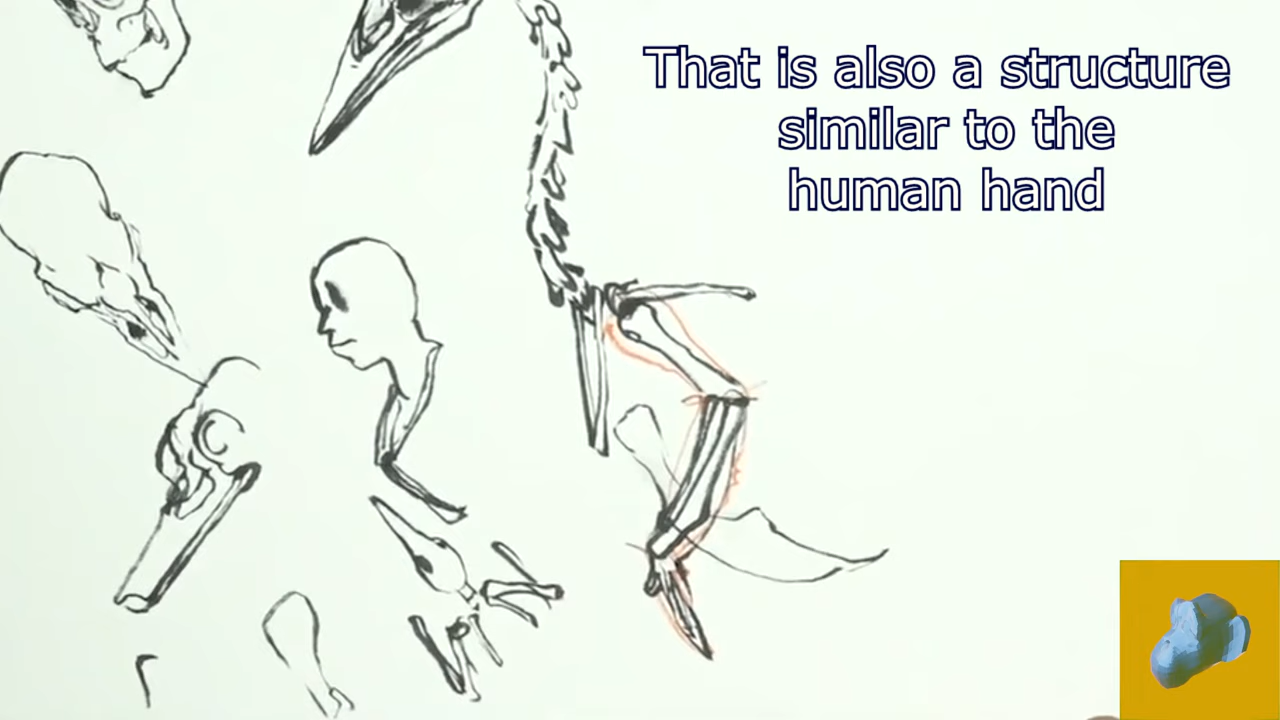 That is also a structure
similar to the
human hand